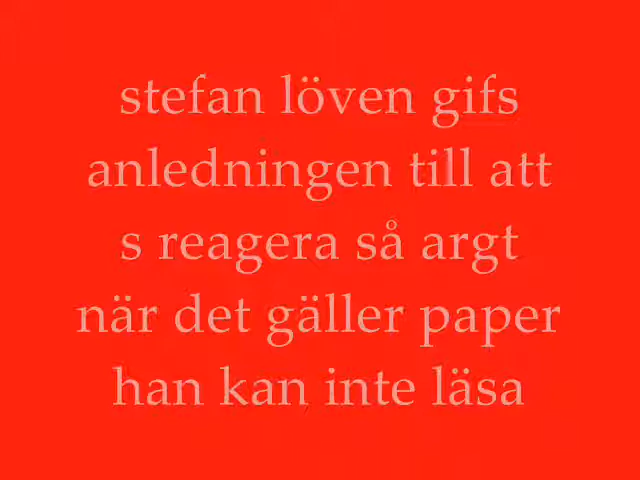 stefan löven gifs
anledningen till att
s reagera så argt
när det gäller paper
han kan inte läsa